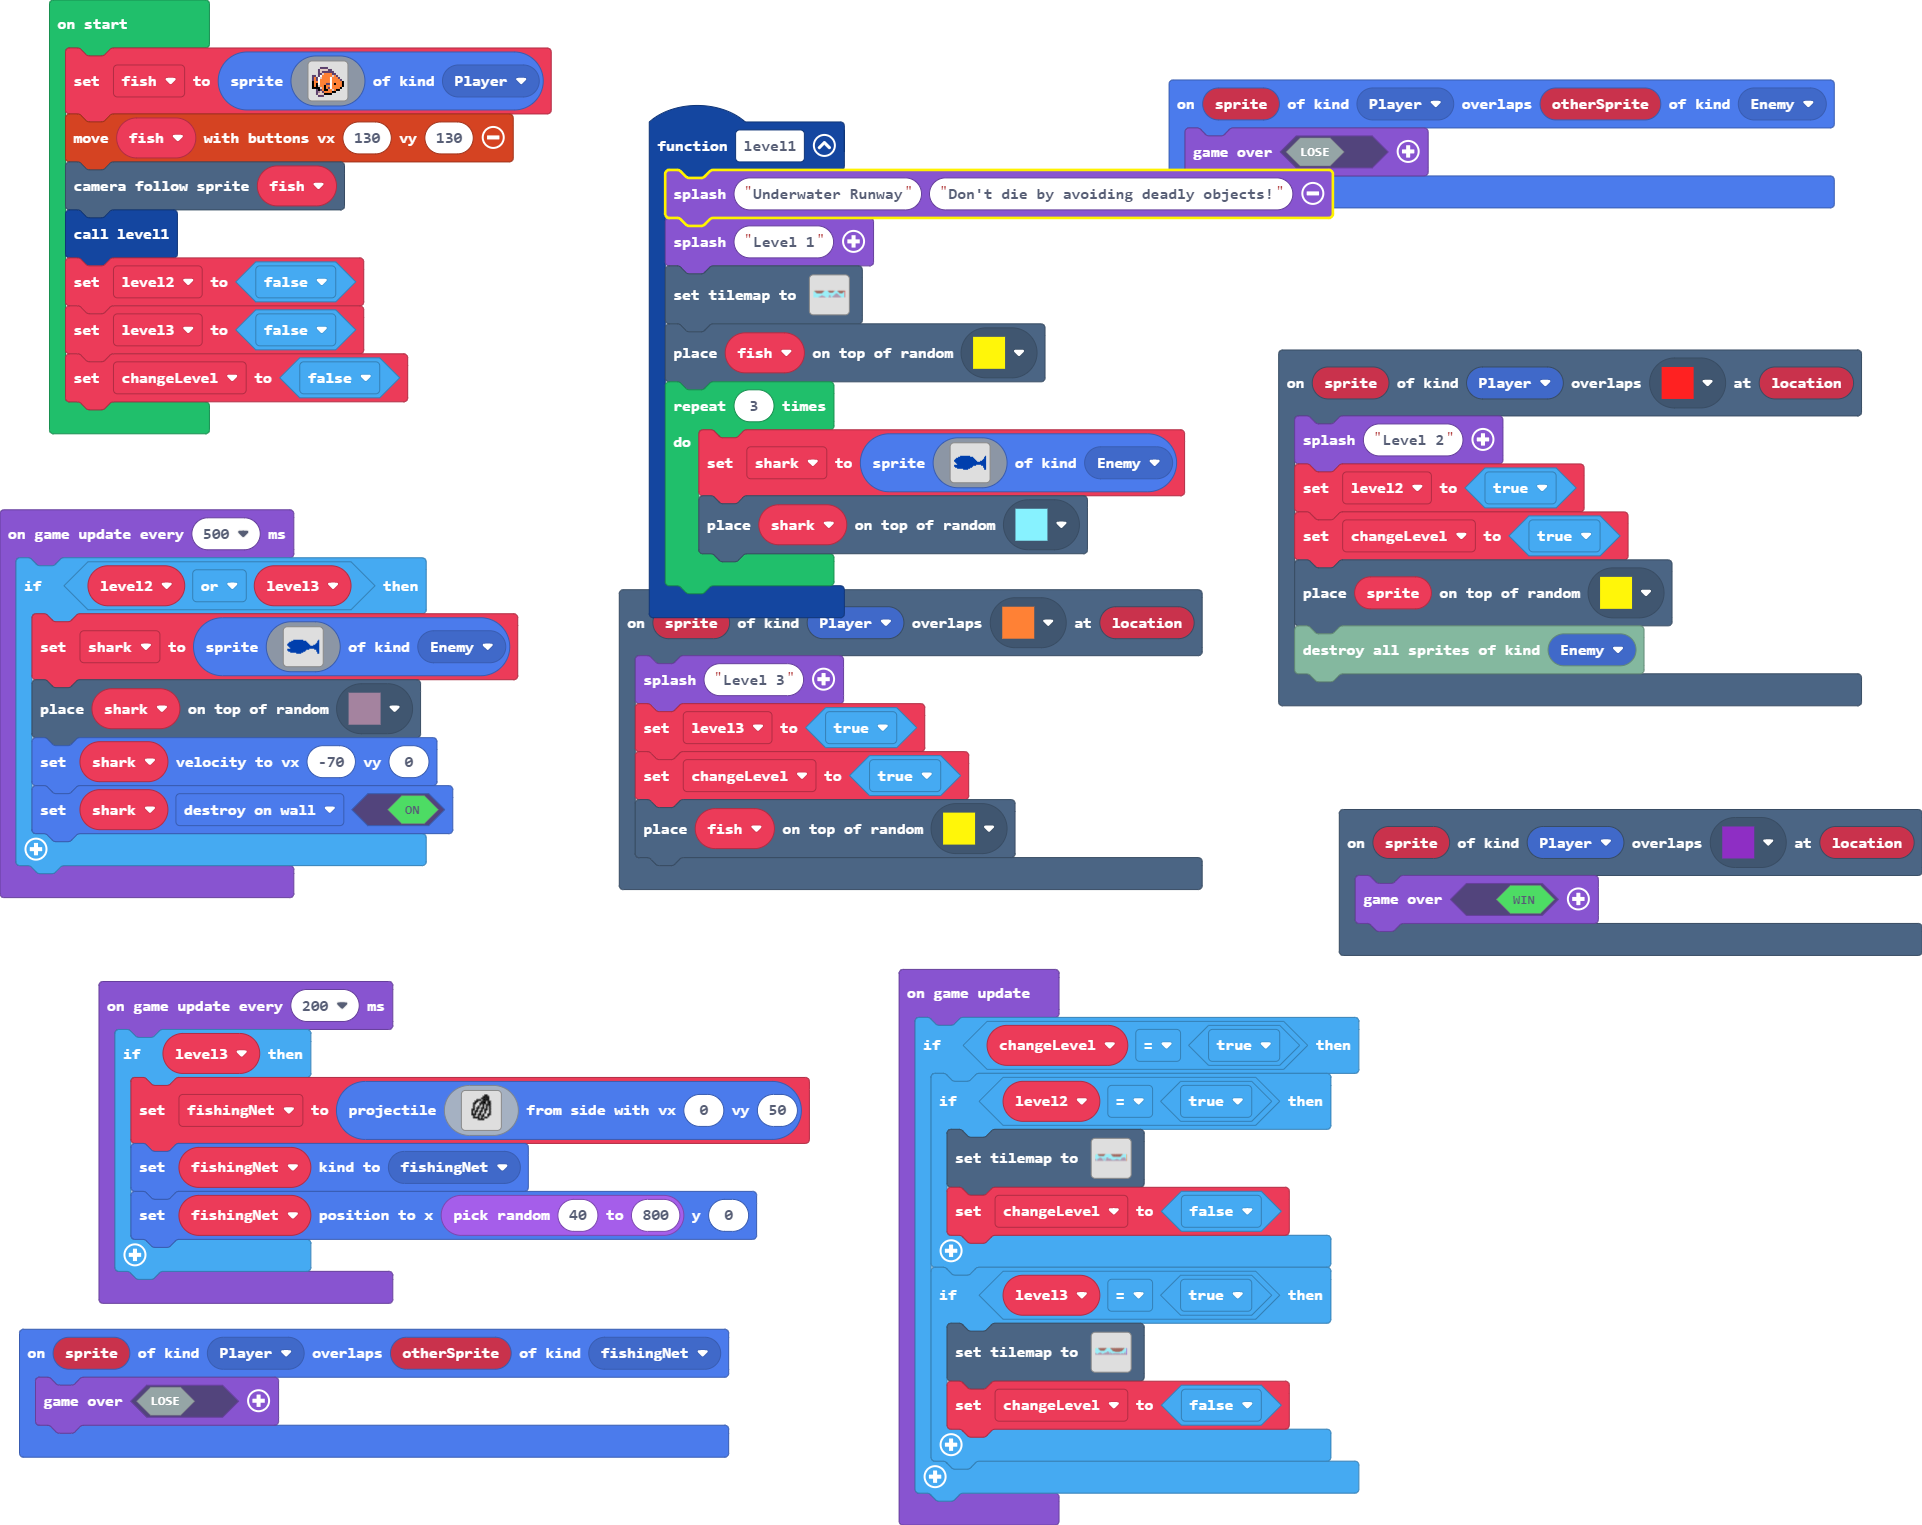 on start
set fish to sprite of kind Player
move fish with buttons vx 130 vy 130
camera follow sprite fish
call level1
set level2 to false
set level3 to false
set changeLevel to false
function level1
splash "Underwater Runway" "Don't die by avoiding deadly objects!"
splash "Level 1"
set tilemap to
place fish on top of random
repeat 3 times
do
set shark to sprite of kind Enemy
place shark on top of random
on sprite of kind Player overlaps otherSprite of kind Enemy
game over LOSE
on sprite of kind Player overlaps at location
splash "Level 2"
set level2 to true
set changeLevel to true
place sprite on top of random
destroy all sprites of kind Enemy
on game update every 500 ms
if level2 or level3 then
set shark to sprite of kind Enemy
place shark on top of random
set shark velocity to vx -70 vy 0
set shark destroy on wall ON
on sprite of kind Player overlaps at location
splash "Level 3"
set level3 to true
set changeLevel to true
place fish on top of random
on sprite of kind Player overlaps at location
game over WIN
on game update every 200 ms
if level3 then
set fishingNet to projectile from side with vx 0 vy 50
set fishingNet kind to fishingNet
set fishingNet position to x pick random 40 to 800 y 0
on sprite of kind Player overlaps otherSprite of kind fishingNet
game over LOSE
on game update
if changeLevel = true then
if level2 = true then
set tilemap to
set changeLevel to false
if level3 = true then
set tilemap to
set changeLevel to false